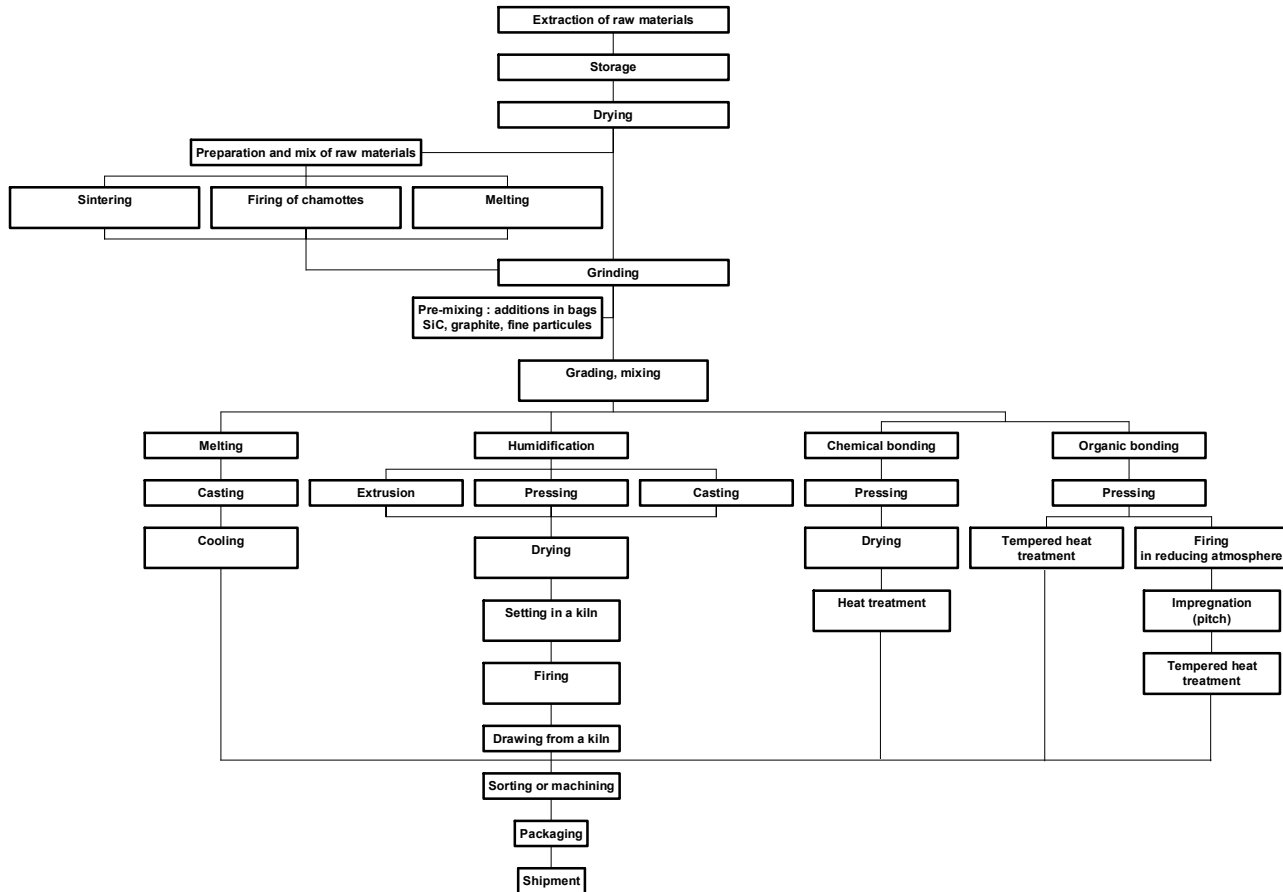 Extraction of raw materials
Storage
Drying
Preparation and mix of raw materials
Sintering
Firing of chamottes
Melting
Grinding
Pre-mixing : additions in bags
SiC, graphite, fine particules
Grading, mixing
Melting
Humidification
Chemical bonding
Organic bonding
Casting
Extrusion
Pressing
Casting
Pressing
Pressing
Cooling
Drying
Drying
Tempered heat
treatment
Firing
in reducing atmosphere
Setting in a kiln
Heat treatment
Impregnation
(pitch)
Firing
Tempered heat
treatment
Drawing from a kiln
Sorting or machining
Packaging
Shipment